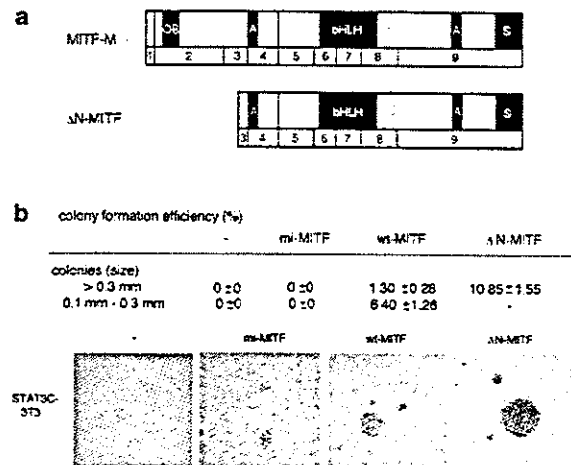 a
MITF-M
CB A bHLH A S
1 2 3 4 5 6 7 8 9
ΔN-MITF
A bHLH A S
3 4 5 6 7 8 9
b colony formation efficiency (%)
- mi-MITF wt-MITF ΔN-MITF
colonies (size)
> 0.3 mm 0 ±0 0 ±0 1.30 ±0.28 10.85±1.55
0.1 mm - 0.3 mm 0 ±0 0 ±0 6.40 ±1.26 -
- mi-MITF wt-MITF ΔN-MITF
STAT3C-
3T3